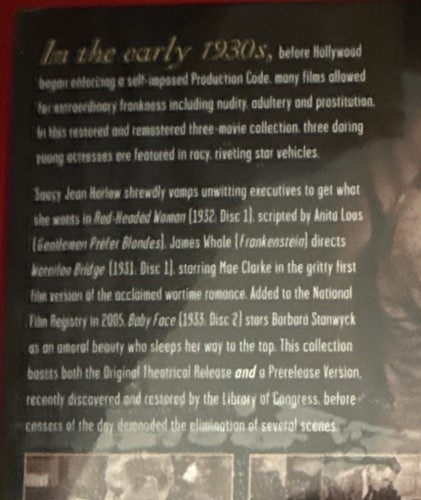 In the early 1930s, before Hollywood
began enforcing a self-imposed Production Code, many films allowed
for extraordinary frankness including nudity, adultery and prostitution.
In this restored and remastered three-movie collection, three daring
young actresses are featured in racy, riveting star vehicles.
Sassy Jean Harlow shrewdly vamps unwitting executives to get what
she wants in Red-Headed Woman (1932, Disc 1), scripted by Anita Loos
(Gentlemen Prefer Blondes). James Whale (Frankenstein) directs
Waterloo Bridge (1931, Disc 1), starring Mae Clarke in the gritty first
film version of the acclaimed wartime romance. Added to the National
Film Registry in 2005, Baby Face (1933, Disc 2) stars Barbara Stanwyck
as an amoral beauty who sleeps her way to the top. This collection
boasts both the Original Theatrical Release and a Prerelease Version,
recently discovered and restored by the Library of Congress, before
censors of the day demanded the elimination of several scenes.